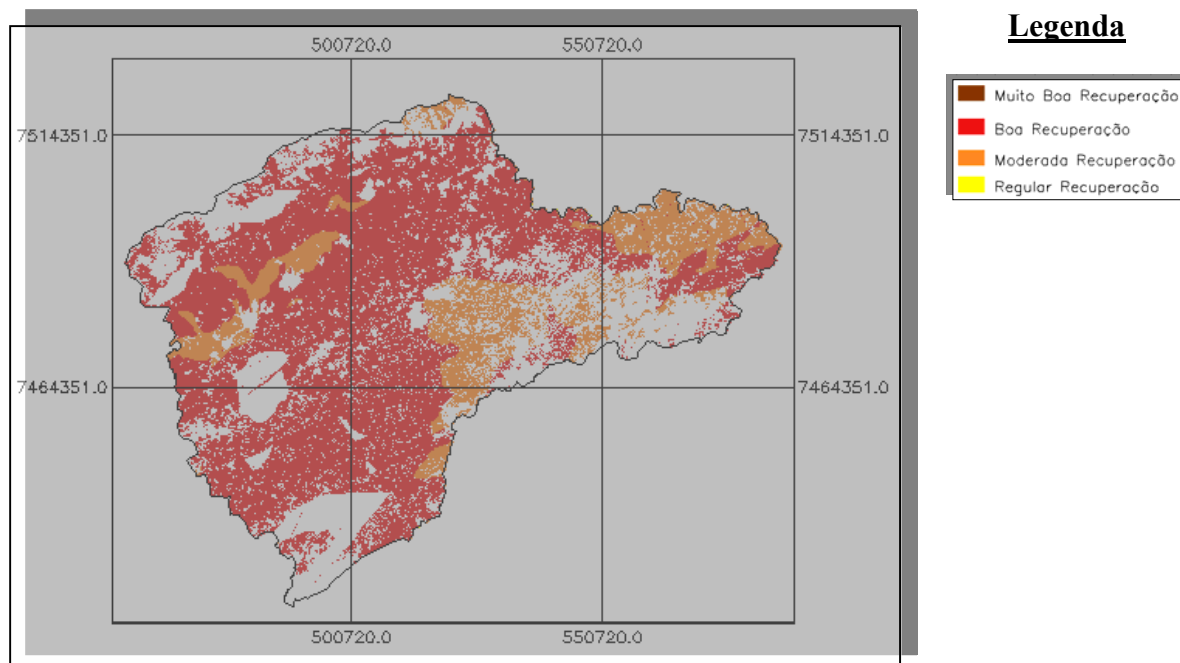 Legenda
500720.0 550720.0
7514351.0 7514351.0
Muito Boa Recuperação
Boa Recuperação
Moderada Recuperação
Regular Recuperação
7464351.0 7464351.0
500720.0 550720.0